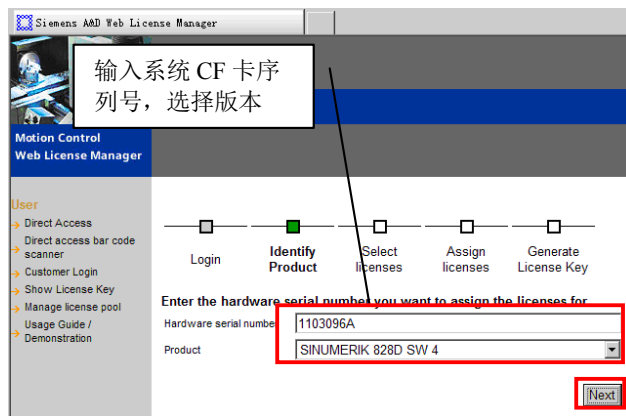 Siemens A&D Web License Manager
输入系统 CF 卡序
列号，选择版本
Motion Control
Web License Manager
User
Direct Access
Direct access bar code
scanner
Customer Login
Show License Key
Manage license pool
Usage Guide /
Demonstration
Login
Identify
Product
Select
licenses
Assign
licenses
Generate
License Key
Enter the hardware serial number you want to assign the licenses for
Hardware serial number
1103096A
Product
SINUMERIK 828D SW 4
Next